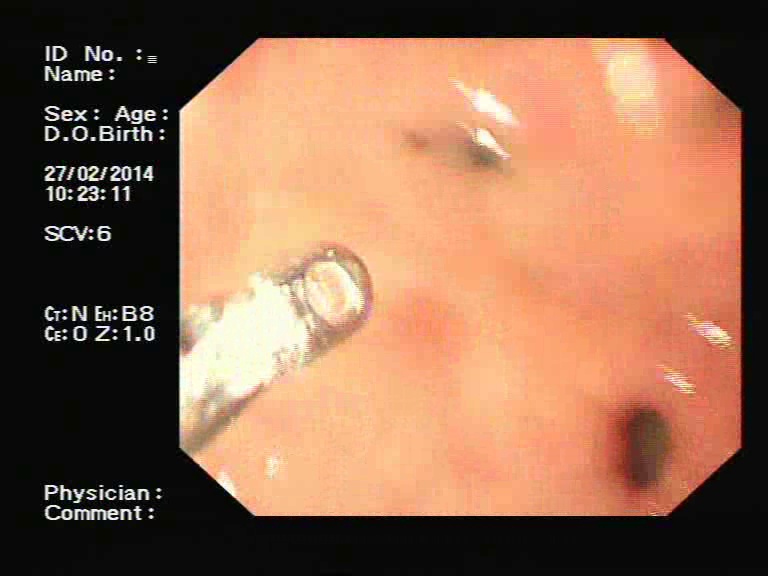 ID No. :
Name:
Sex: Age:
D.O.Birth:
27/02/2014
10:23:11
SCV:6
CT:N EH:B8
CE:0 Z:1.0
Physician:
Comment: